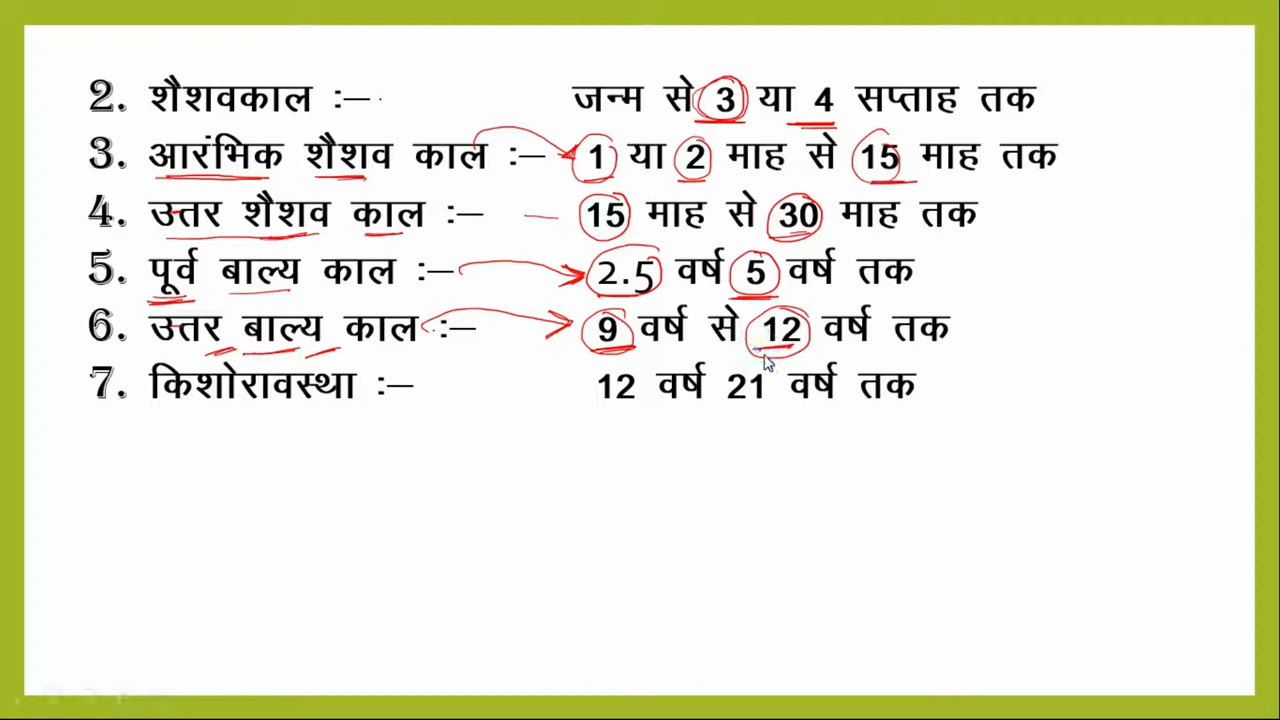 2. शैशवकाल :– जन्म से 3 या 4 सप्ताह तक
3. आरंभिक शैशव काल :– 1 या 2 माह से 15 माह तक
4. उत्तर शैशव काल :– 15 माह से 30 माह तक
5. पूर्व बाल्य काल :– 2.5 वर्ष 5 वर्ष तक
6. उत्तर बाल्य काल :– 9 वर्ष से 12 वर्ष तक
7. किशोरावस्था :– 12 वर्ष 21 वर्ष तक